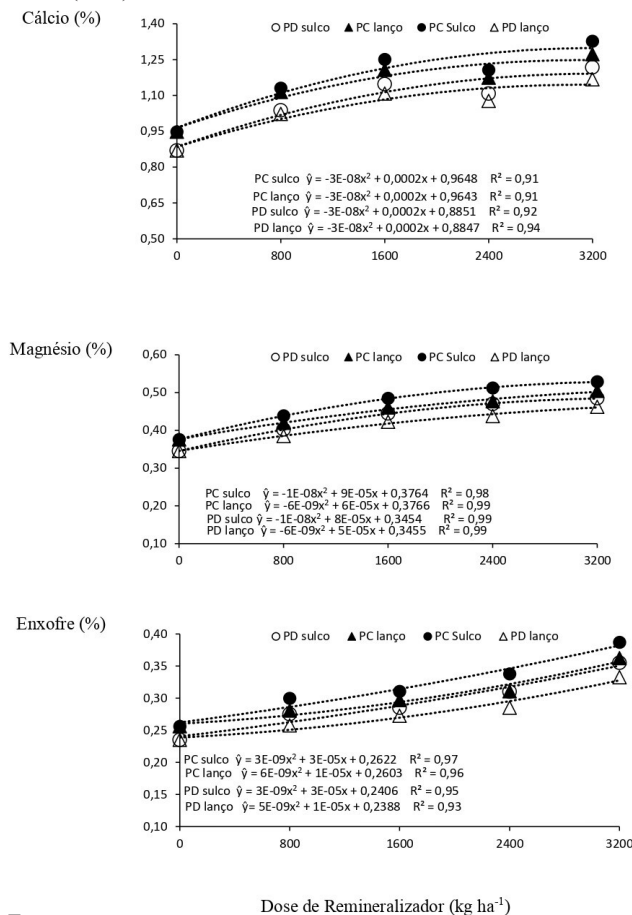 Cálcio (%)
1,40
○ PD sulco ▲ PC lanço ● PC Sulco △ PD lanço
1,25
1,10
0,95
0,80
0,65
0,50
PC sulco ŷ = -3E-08x² + 0,0002x + 0,9648 R² = 0,91
PC lanço ŷ = -3E-08x² + 0,0002x + 0,9643 R² = 0,91
PD sulco ŷ = -3E-08x² + 0,0002x + 0,8851 R² = 0,92
PD lanço ŷ = -3E-08x² + 0,0002x + 0,8847 R² = 0,94
0 800 1600 2400 3200
Magnésio (%)
0,60
○ PD sulco ▲ PC lanço ● PC Sulco △ PD lanço
0,50
0,40
0,30
0,20
0,10
PC sulco ŷ = -1E-08x² + 9E-05x + 0,3764 R² = 0,98
PC lanço ŷ = -6E-09x² + 6E-05x + 0,3766 R² = 0,99
PD sulco ŷ = -1E-08x² + 8E-05x + 0,3454 R² = 0,99
PD lanço ŷ = -6E-09x² + 5E-05x + 0,3455 R² = 0,99
0 800 1600 2400 3200
Enxofre (%)
0,40
○ PD sulco ▲ PC lanço ● PC Sulco △ PD lanço
0,35
0,30
0,25
0,20
0,15
0,10
PC sulco ŷ = 3E-09x² + 3E-05x + 0,2622 R² = 0,97
PC lanço ŷ = 6E-09x² + 1E-05x + 0,2603 R² = 0,96
PD sulco ŷ = 3E-09x² + 3E-05x + 0,2406 R² = 0,95
PD lanço ŷ = 5E-09x² + 1E-05x + 0,2388 R² = 0,93
0 800 1600 2400 3200
Dose de Remineralizador (kg ha⁻¹)